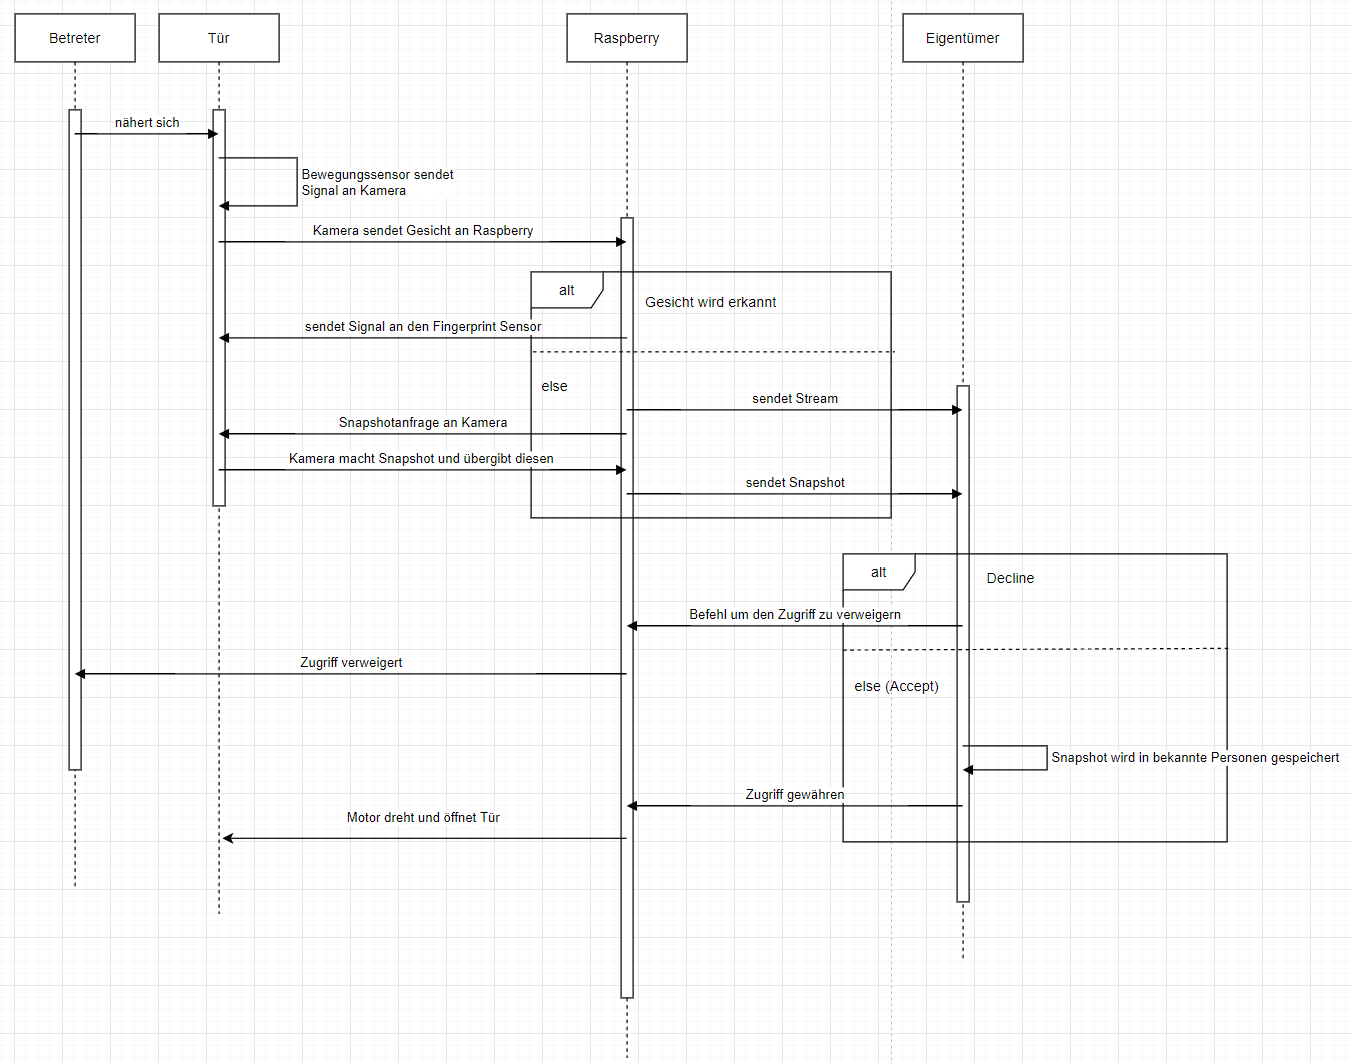 Betreter
Tür
Raspberry
Eigentümer
nähert sich
Bewegungssensor sendet
Signal an Kamera
Kamera sendet Gesicht an Raspberry
alt
Gesicht wird erkannt
sendet Signal an den Fingerprint Sensor
else
sendet Stream
Snapshotanfrage an Kamera
Kamera macht Snapshot und übergibt diesen
sendet Snapshot
alt
Decline
Befehl um den Zugriff zu verweigern
Zugriff verweigert
else (Accept)
Snapshot wird in bekannte Personen gespeichert
Zugriff gewähren
Motor dreht und öffnet Tür